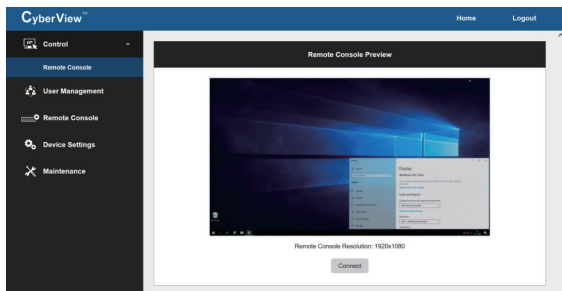 CyberView™
Home
Logout
Control
Remote Console
User Management
Remote Console
Device Settings
Maintenance
Remote Console Preview
Display
Remote Console Resolution: 1920x1080
Connect